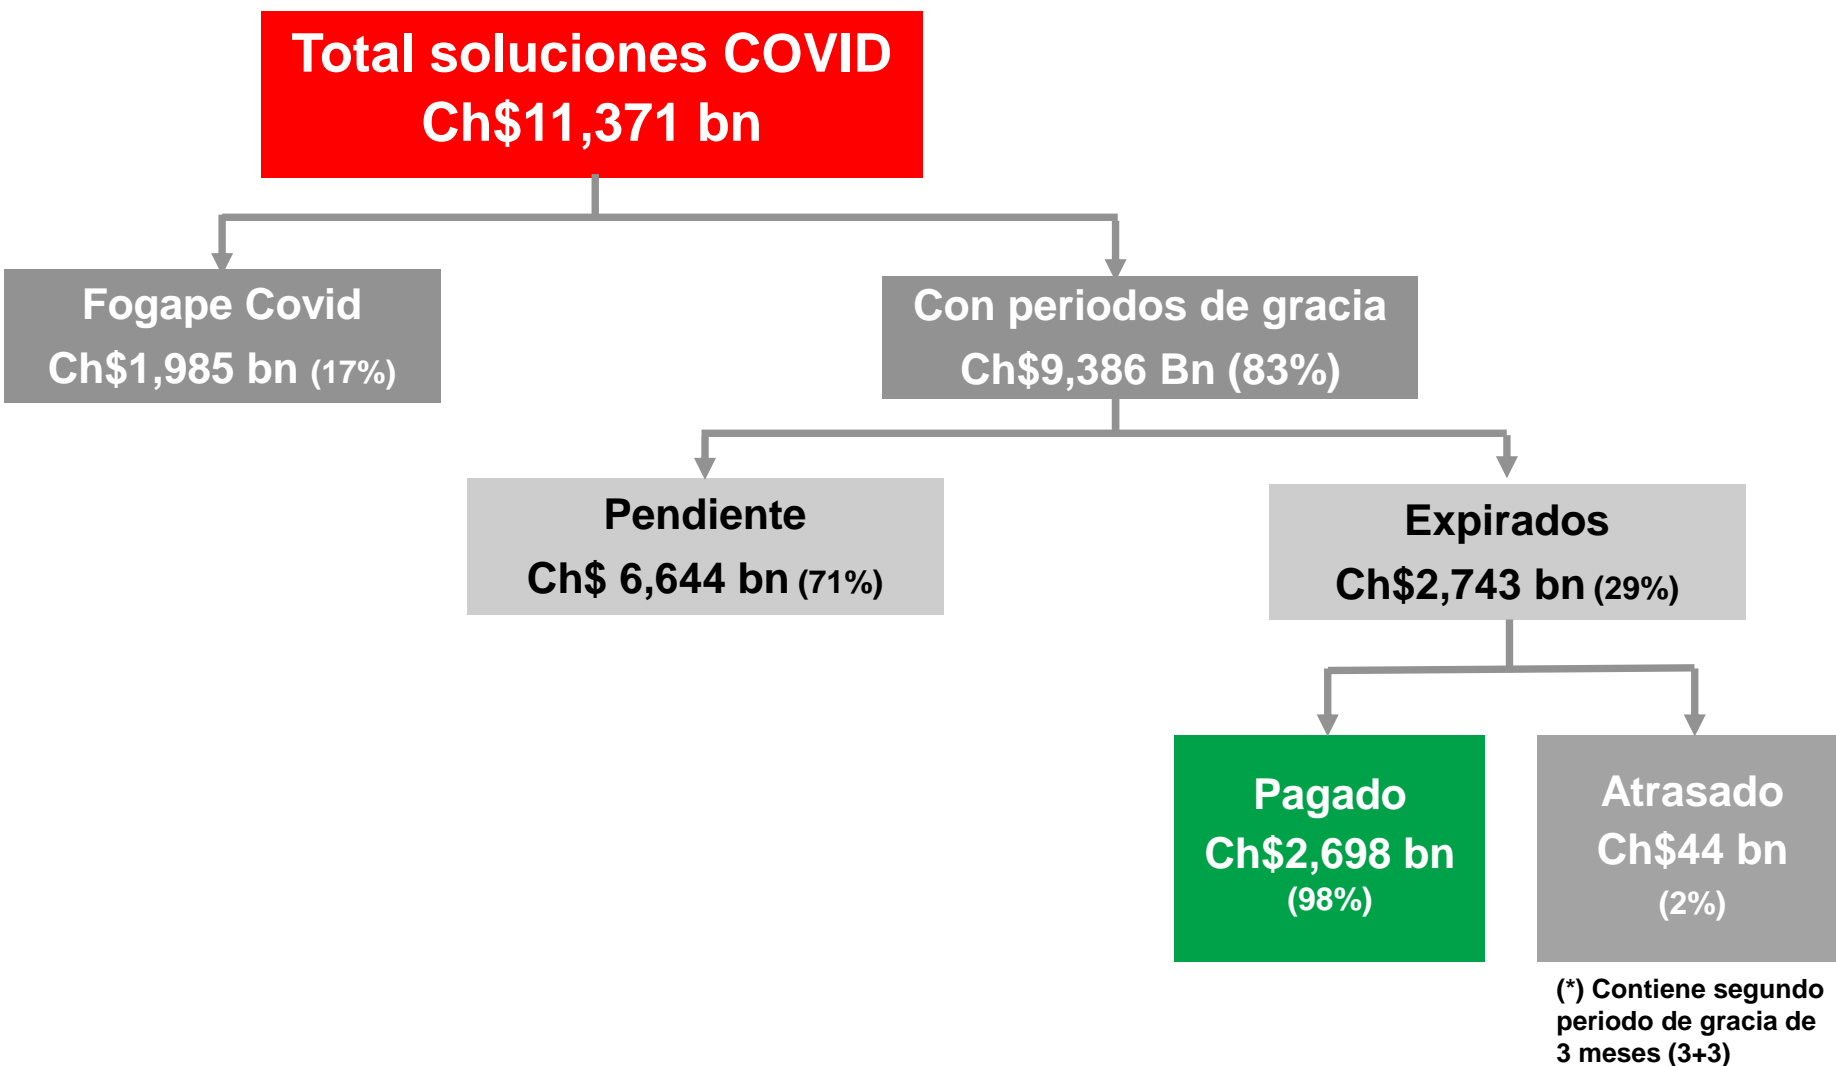 Total soluciones COVID
Ch$11,371 bn
Fogape Covid
Ch$1,985 bn (17%)
Con periodos de gracia
Ch$9,386 Bn (83%)
Pendiente
Ch$ 6,644 bn (71%)
Expirados
Ch$2,743 bn (29%)
Pagado
Ch$2,698 bn
(98%)
Atrasado
Ch$44 bn
(2%)
(*) Contiene segundo
periodo de gracia de
3 meses (3+3)